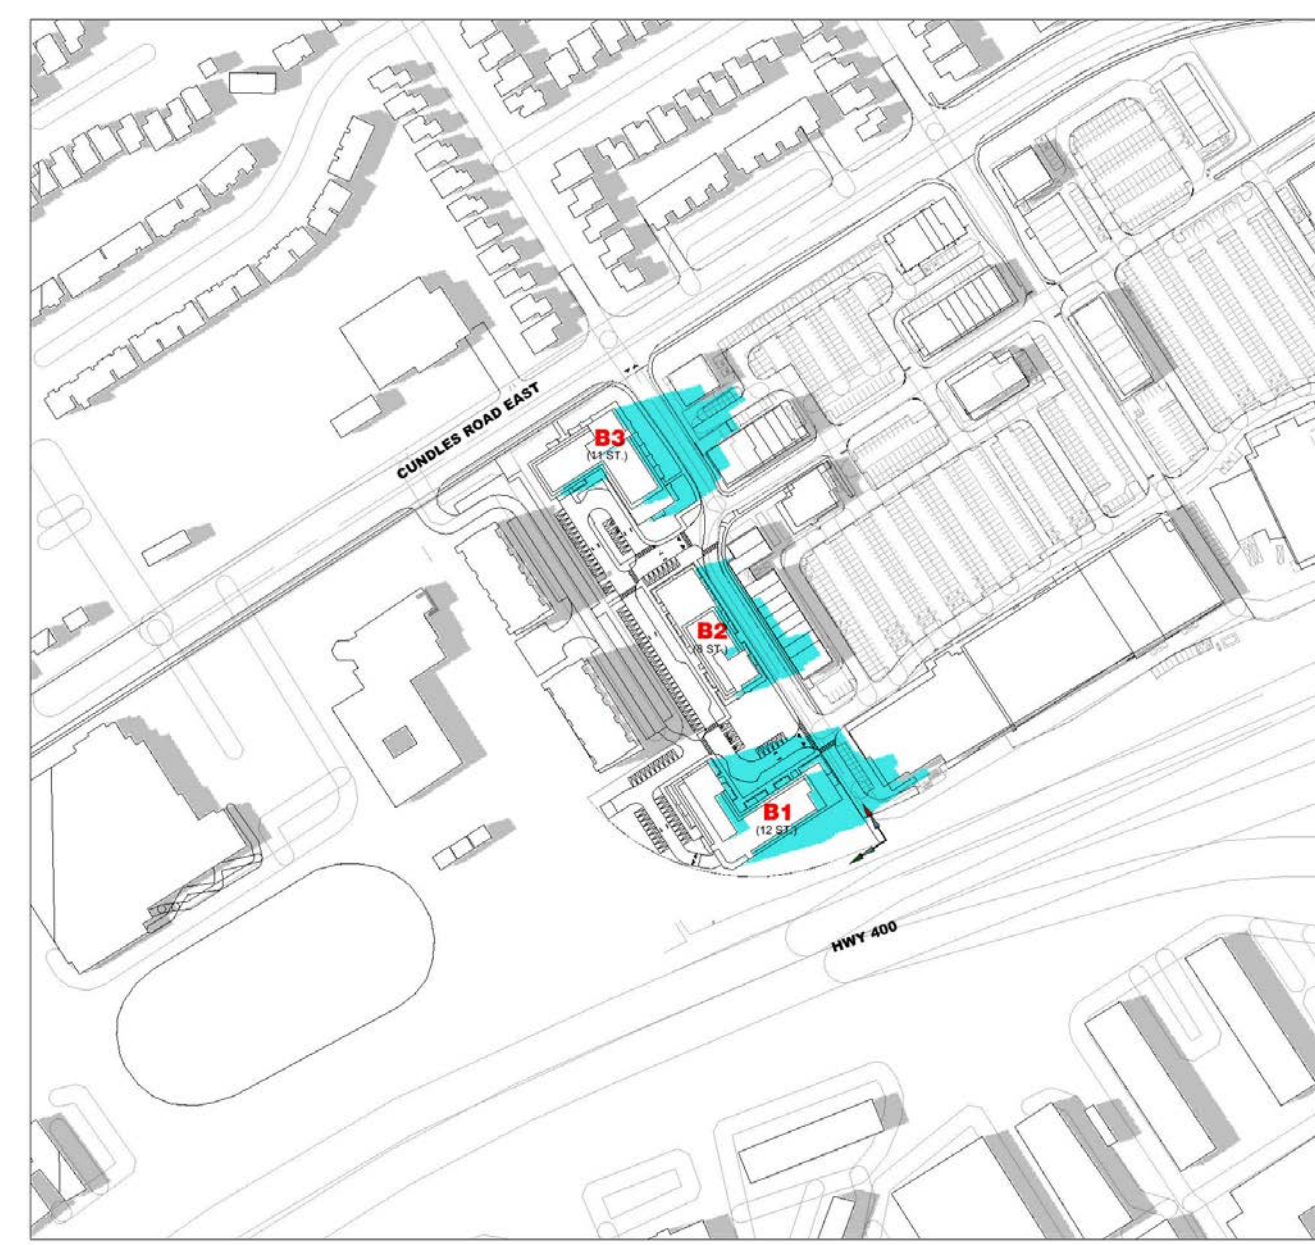 CUNDLES ROAD EAST
B3
(11 ST.)
B2
(8 ST.)
B1
(12 ST.)
HWY 400